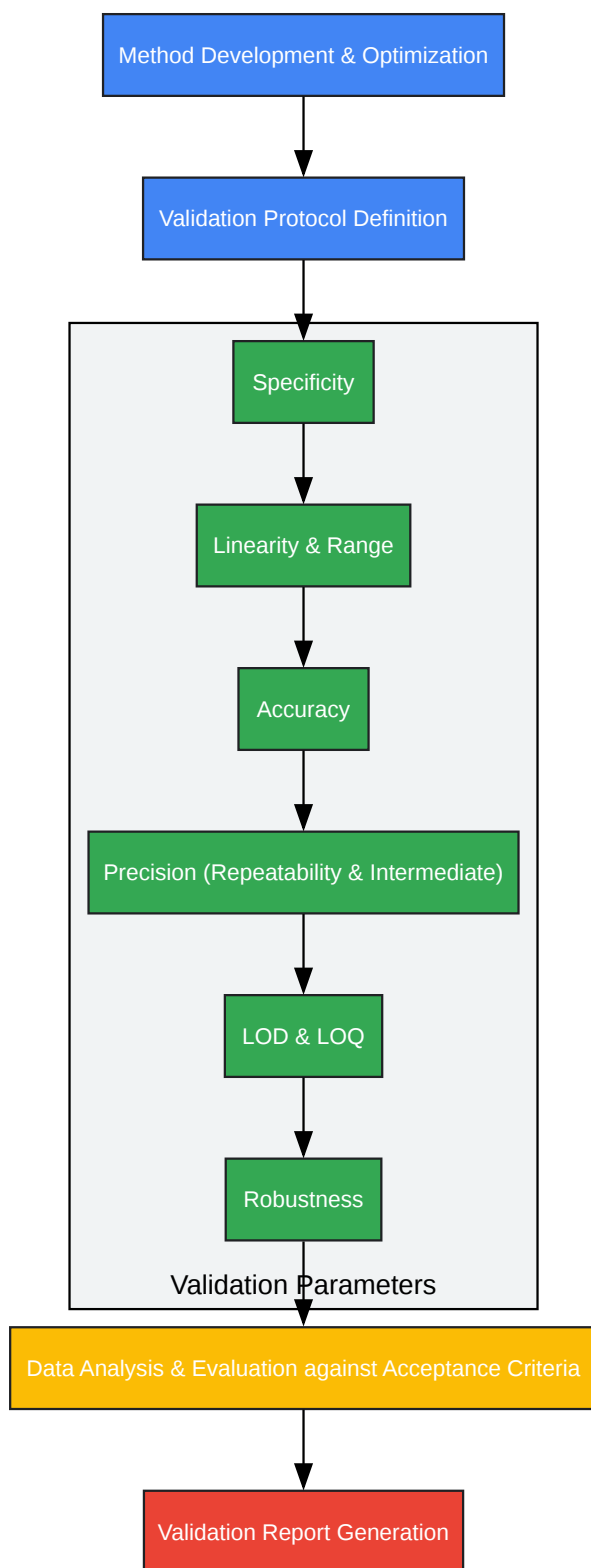 Method Development & Optimization
Validation Protocol Definition
Specificity
Linearity & Range
Accuracy
Precision (Repeatability & Intermediate)
LOD & LOQ
Robustness
Validation Parameters
Data Analysis & Evaluation against Acceptance Criteria
Validation Report Generation